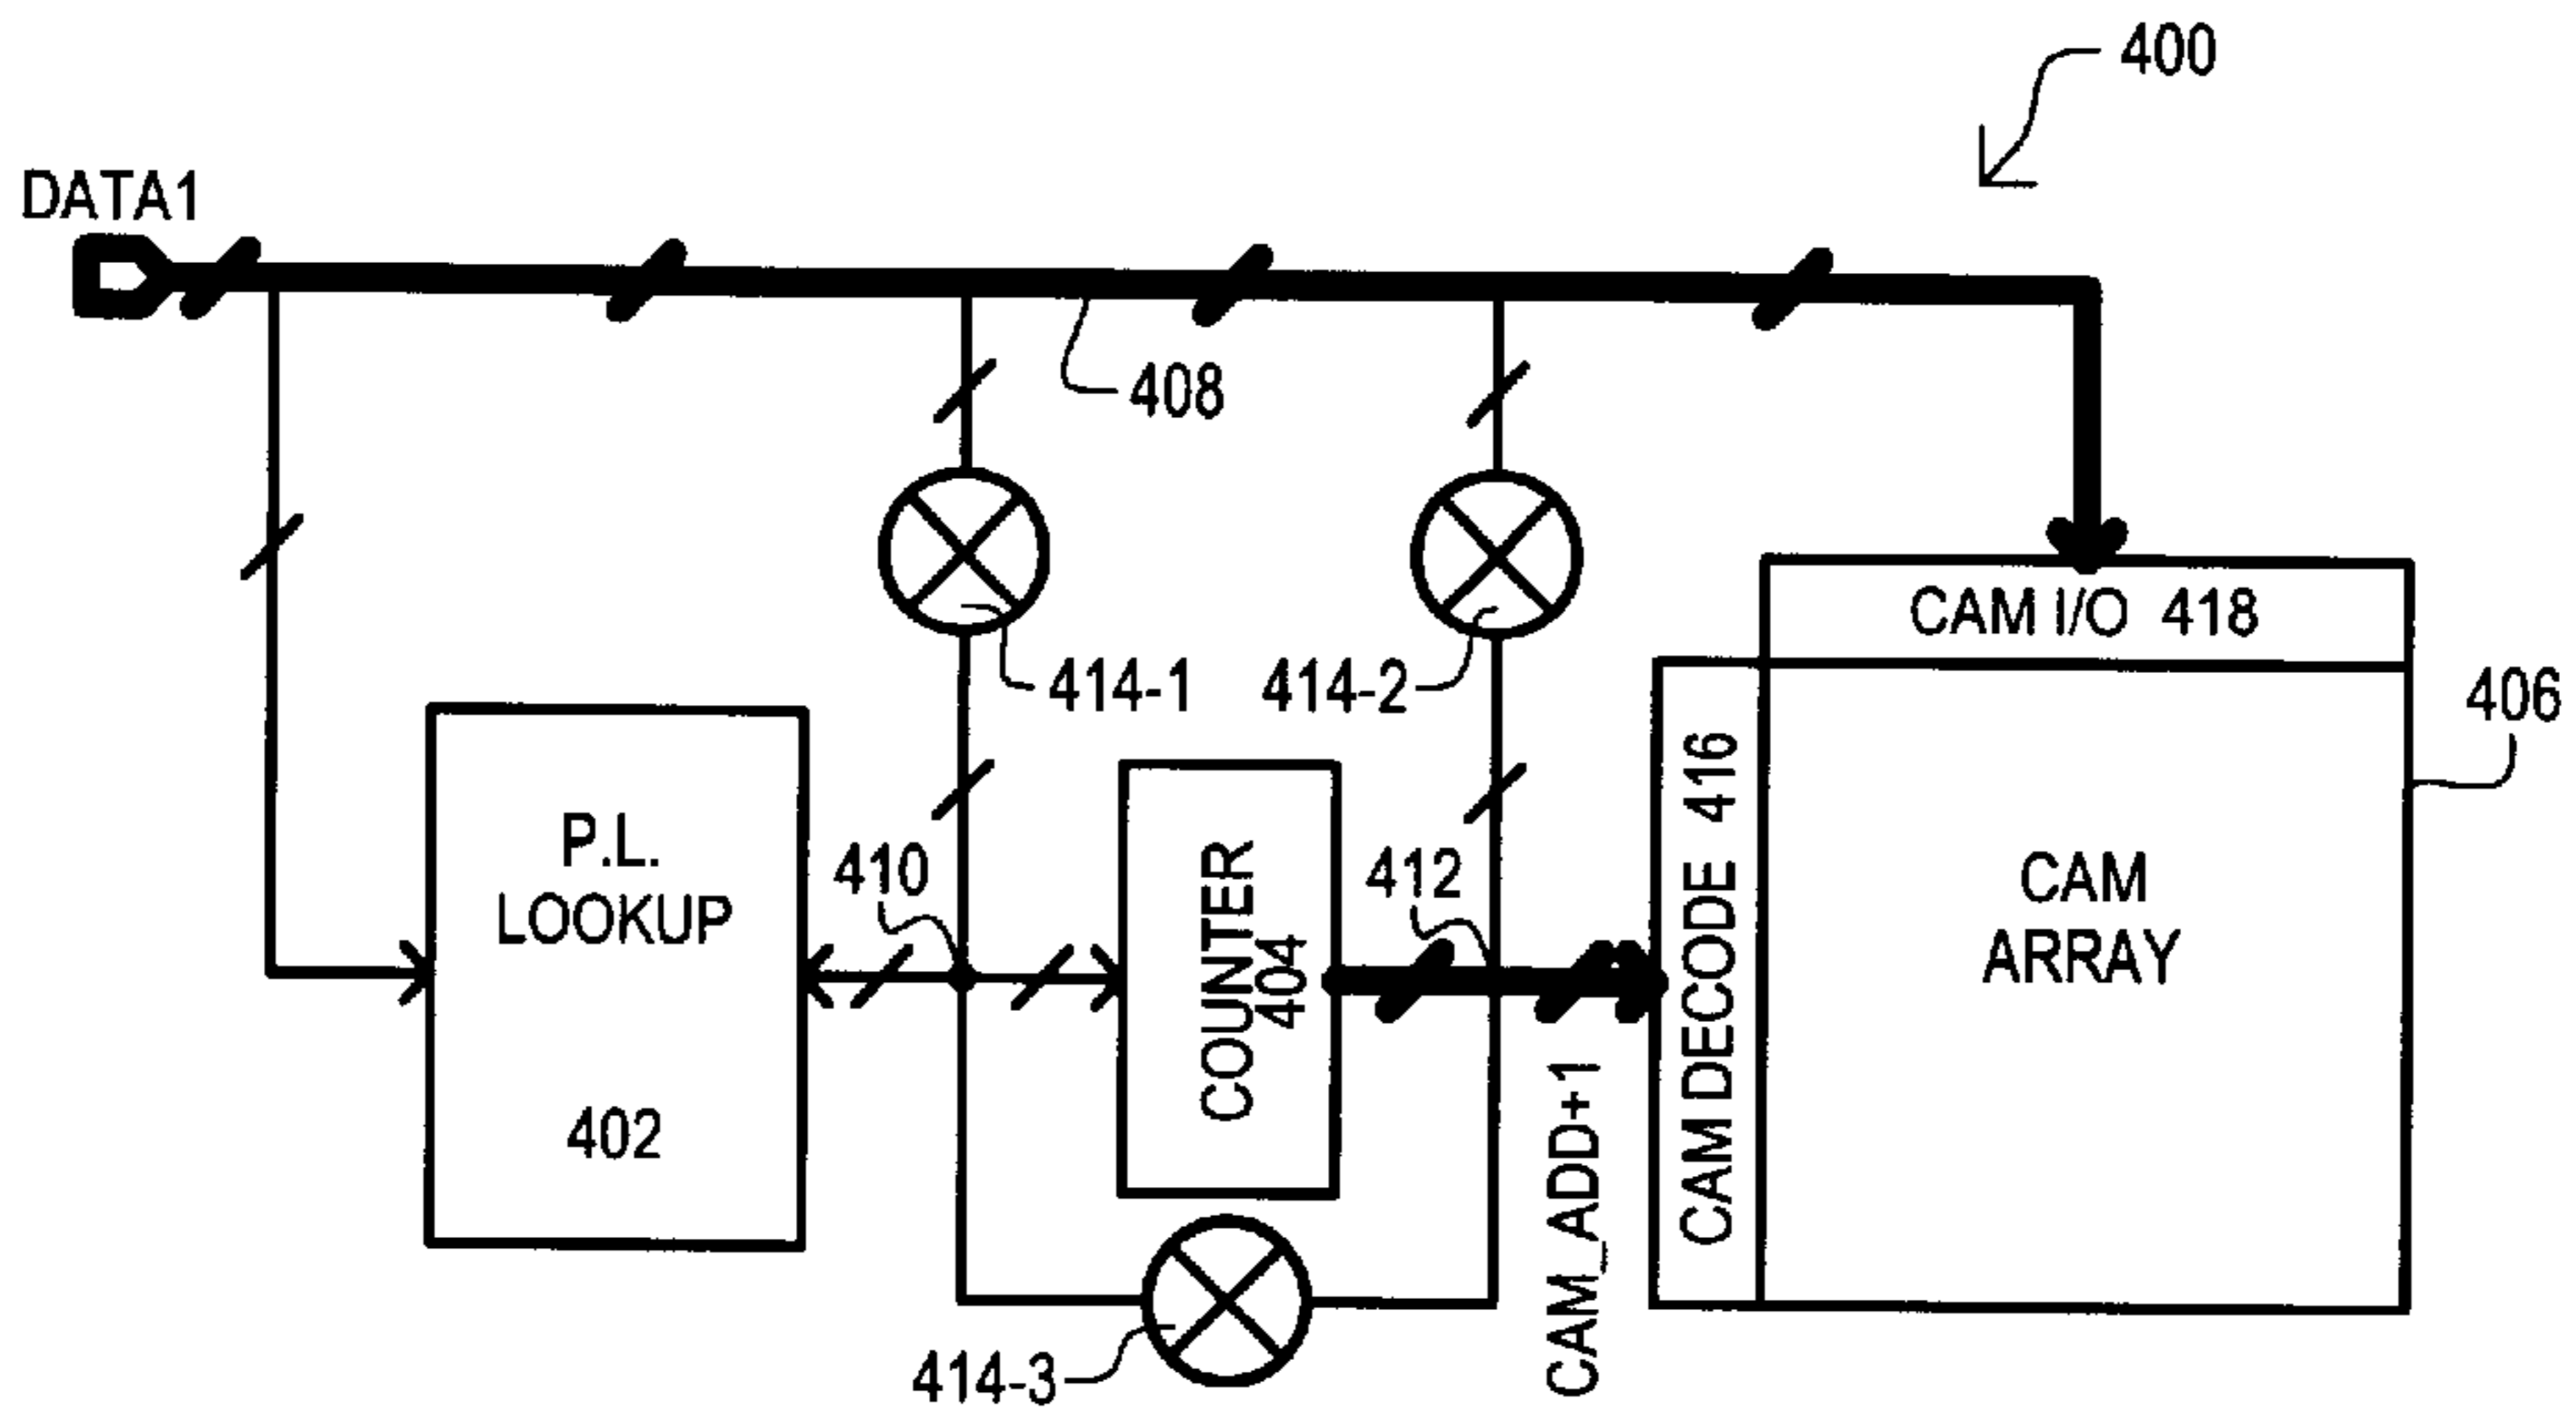 400
DATA1
408
CAM I/O 418
414-1
414-2
406
P.L.
LOOKUP
402
410
COUNTER
404
412
CAM DECODE 416
CAM
ARRAY
CAM_ADD+1
414-3